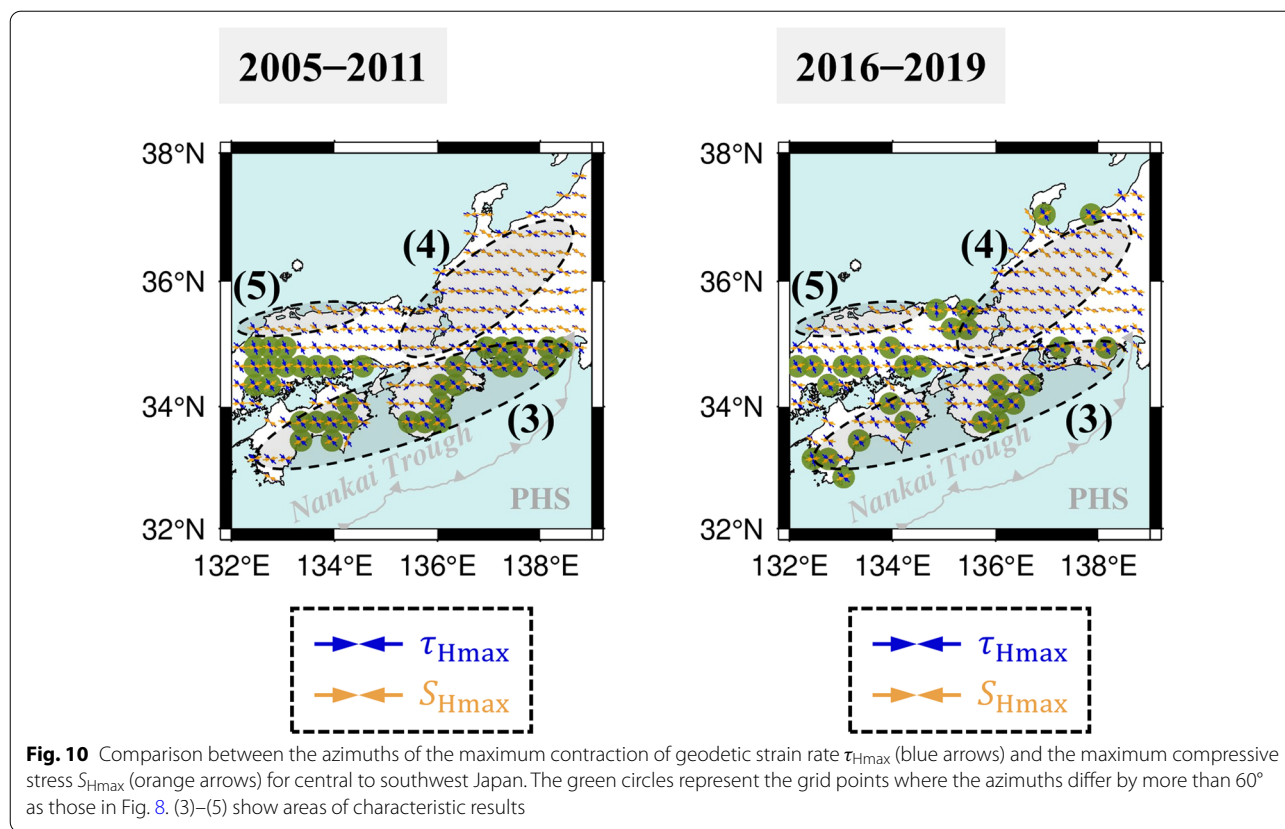 2005–2011
2016–2019
38°N
36°N
34°N
32°N
132°E 134°E 136°E 138°E
(4)
(5)
(3)
Nankai Trough
PHS
38°N
36°N
34°N
32°N
132°E 134°E 136°E 138°E
(4)
(5)
(3)
Nankai Trough
PHS
τHmax
SHmax
τHmax
SHmax
Fig. 10 Comparison between the azimuths of the maximum contraction of geodetic strain rate τHmax (blue arrows) and the maximum compressive
stress SHmax (orange arrows) for central to southwest Japan. The green circles represent the grid points where the azimuths differ by more than 60°
as those in Fig. 8. (3)–(5) show areas of characteristic results